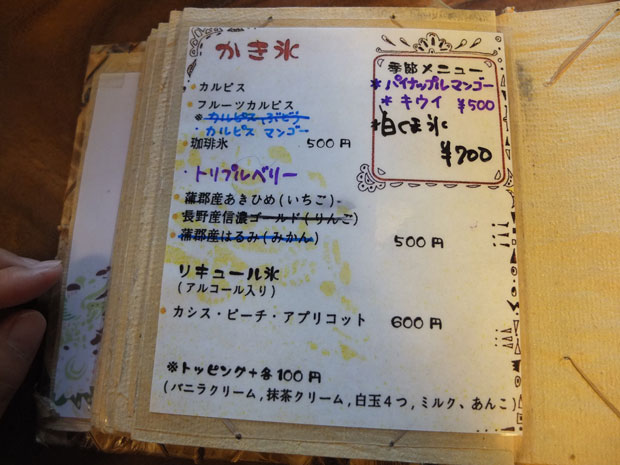 かき氷
・カルピス
・フルーツカルピス
※カルピス ぶどう
・カルピス マンゴー
珈琲氷 500円
・トリプルベリー
・蒲郡産あきひめ(いちご)
・長野産信濃ゴールド(りんご)
・蒲郡産はるみ(みかん) 500円
リキュール氷
(アルコール入り)
・カシス・ピーチ・アプリコット 600円
※トッピング+各100円
(バニラクリーム,抹茶クリーム,白玉4つ,ミルク、あんこ)
季節メニュー
*パイナップルマンゴー
*キウイ ¥500
*白くま氷
¥700